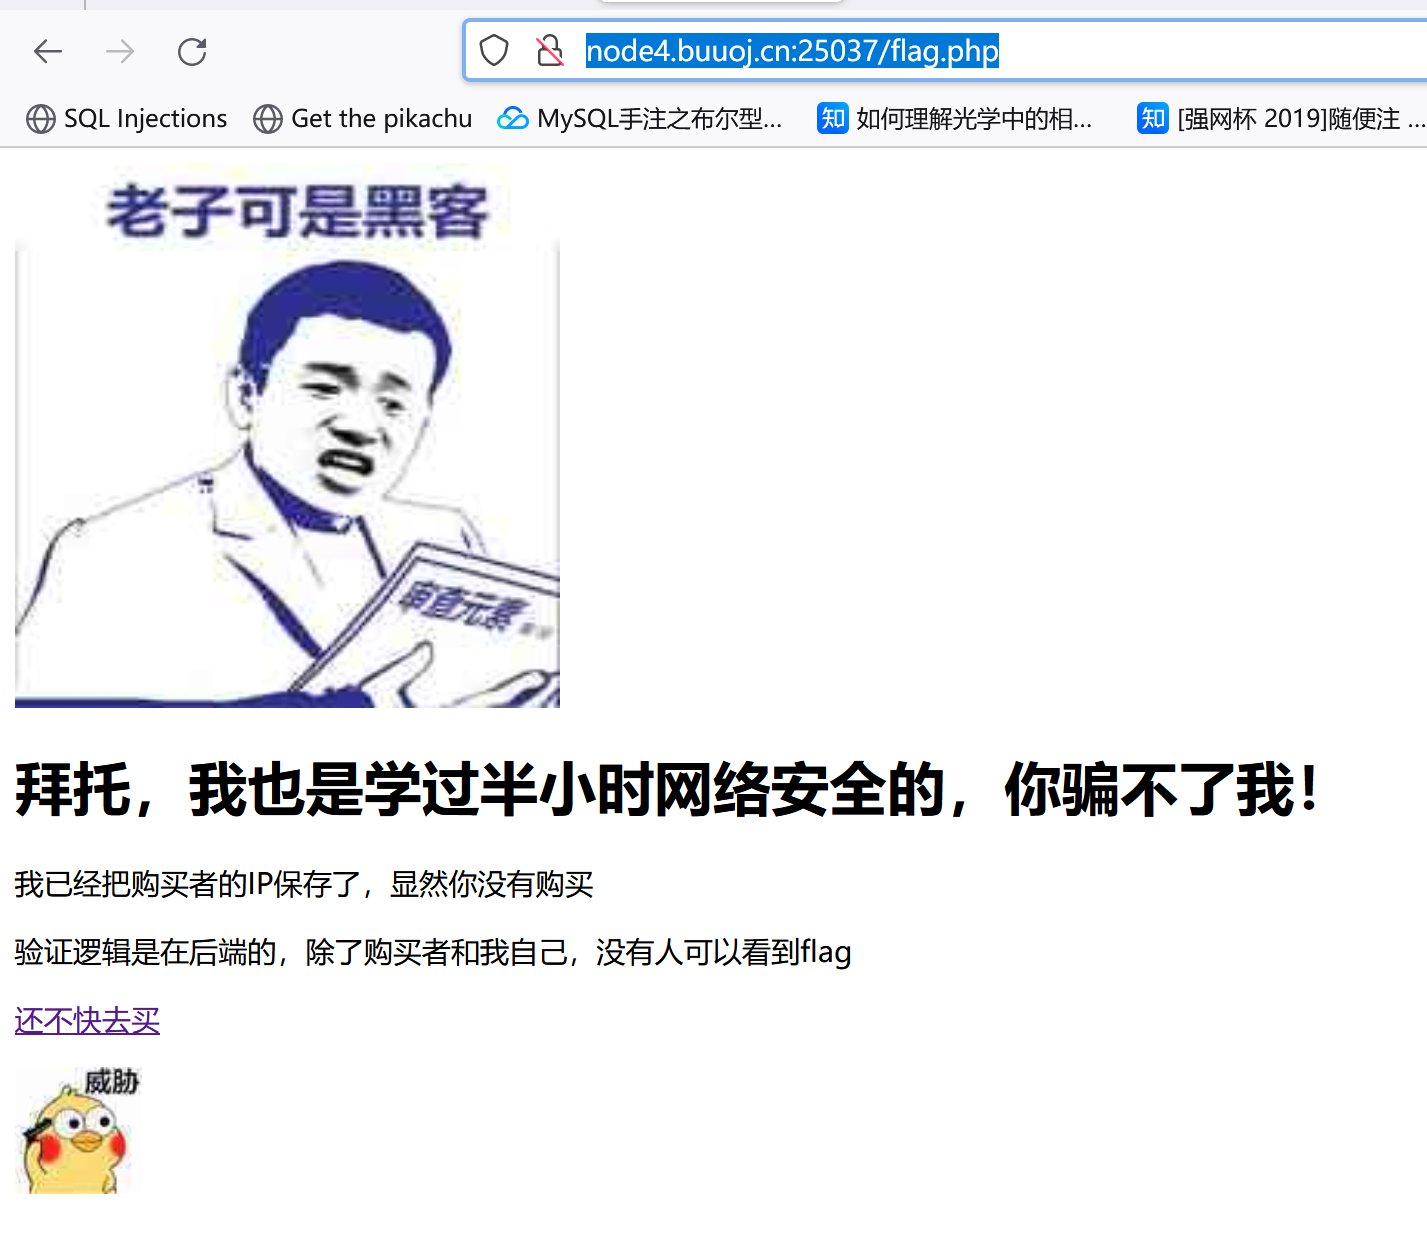 node4.buuoj.cn:25037/flag.php
SQL Injections
Get the pikachu
MySQL手注之布尔型...
知 如何理解光学中的相...
知 [强网杯 2019]随便注 ...
老子可是黑客
审查元素
拜托，我也是学过半小时网络安全的，你骗不了我！
我已经把购买者的IP保存了，显然你没有购买
验证逻辑是在后端的，除了购买者和我自己，没有人可以看到flag
还不快去买
威胁